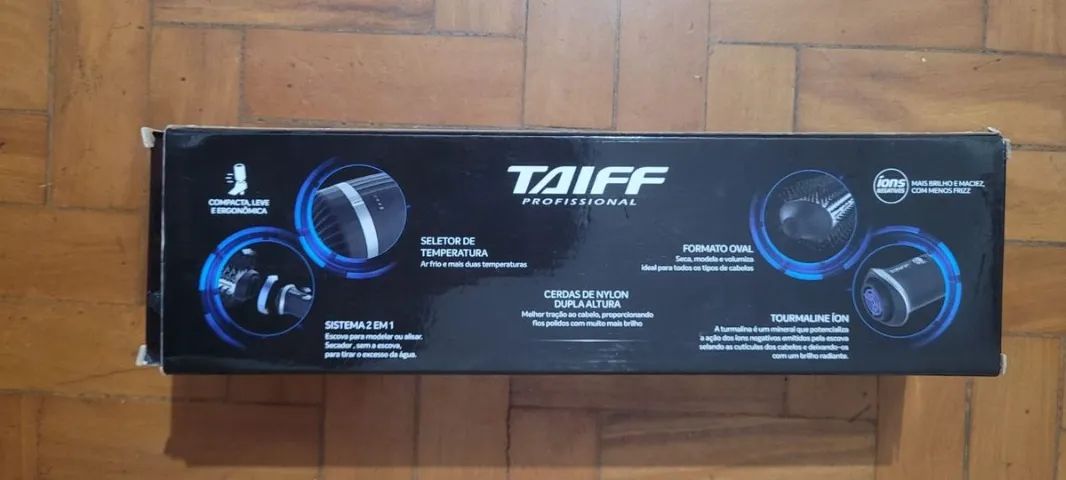 COMPACTA, LEVE
E ERGONÔMICA
SELETOR DE
TEMPERATURA
Ar frio e mais duas temperaturas
SISTEMA 2 EM 1
Escova para modelar ou alisar.
Secador, sem a escova,
para tirar o excesso da água.
TAIFF
PROFISSIONAL
CERDAS DE NYLON
DUPLA ALTURA
Melhor tração ao cabelo, proporcionando
fios polidos com muito mais brilho
FORMATO OVAL
Seca, modela e volumiza
ideal para todos os tipos de cabelos
íons
NEGATIVOS
MAIS BRILHO E MACIEZ,
COM MENOS FRIZZ
TOURMALINE ÍON
A turmalina é um mineral que potencializa
a ação dos íons negativos emitidos pela escova
selando as cutículas dos cabelos e deixando-os
com um brilho radiante.